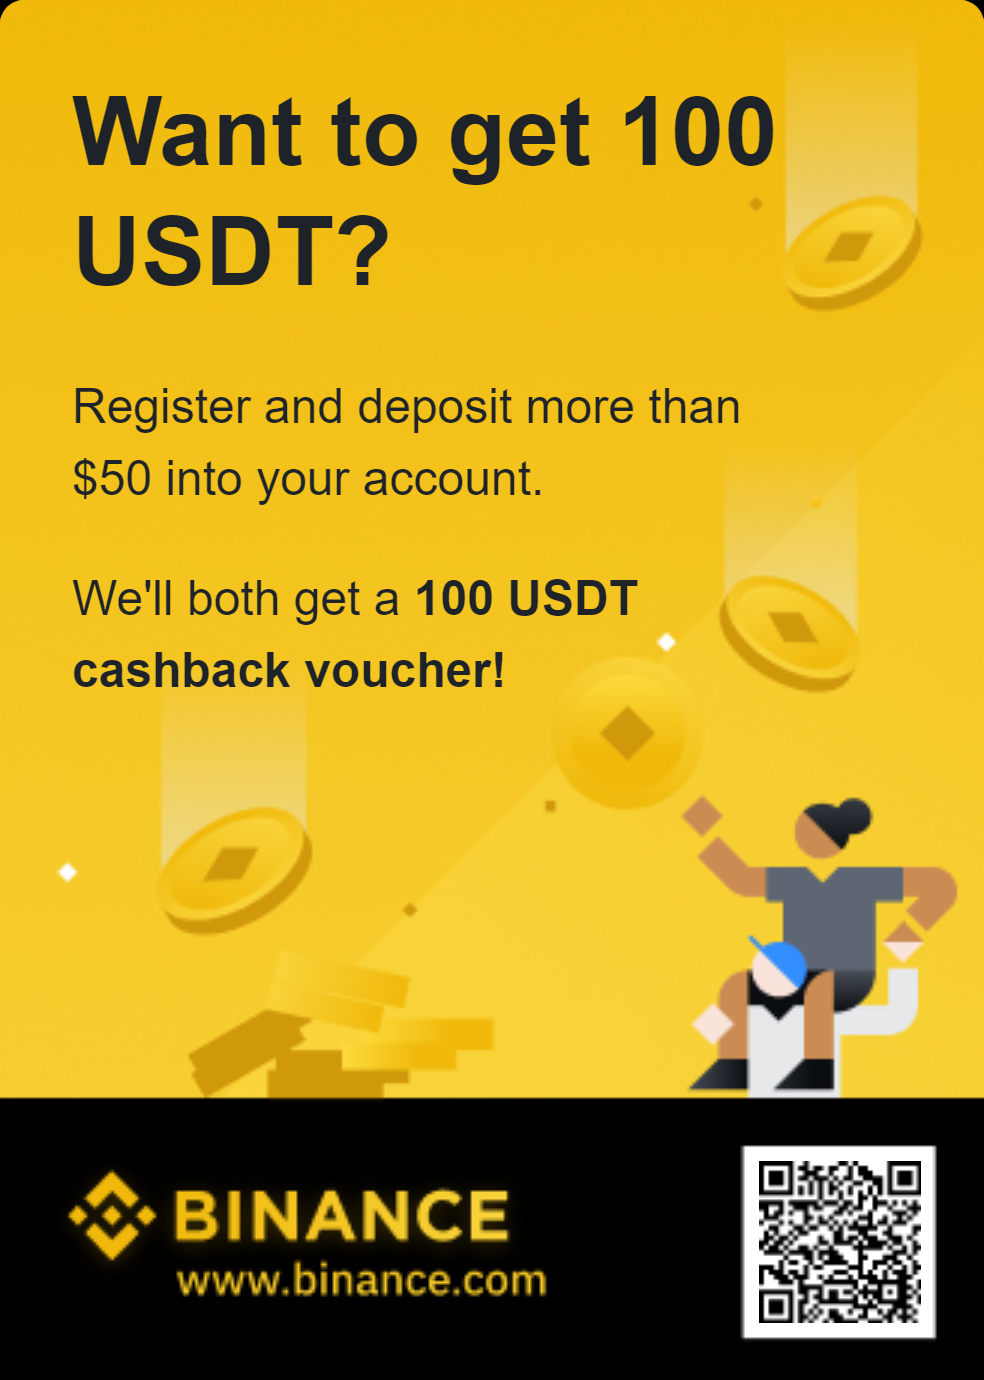 Want to get 100
USDT?
Register and deposit more than
$50 into your account.
We'll both get a 100 USDT
cashback voucher!
BINANCE
www.binance.com